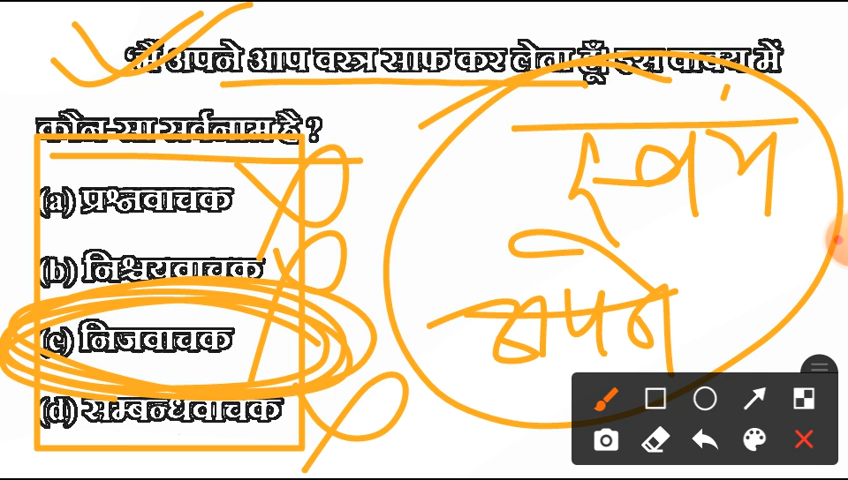 'मैं अपने आप वस्त्र साफ कर लेता हूँ' इस वाक्य में
कौन-सा सर्वनाम है?
(a) प्रश्नवाचक
(b) निश्चयवाचक
(c) निजवाचक
(d) सम्बन्धवाचक
स्वयं
अपने